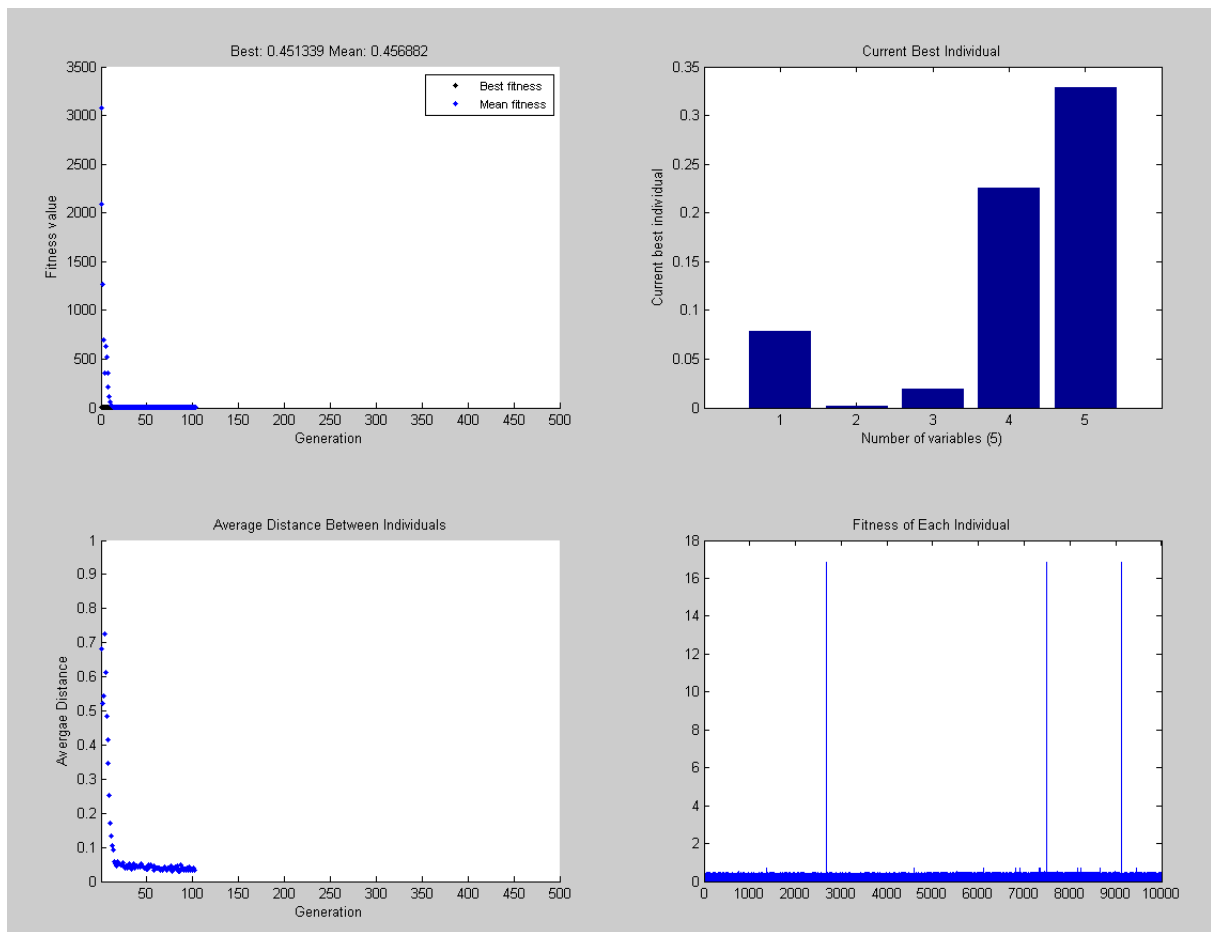 Best: 0.451339 Mean: 0.456882
3500
3000
2500
2000
1500
1000
500
0
Fitness value
Best fitness
Mean fitness
0 50 100 150 200 250 300 350 400 450 500
Generation
Current Best Individual
0.35
0.3
0.25
0.2
0.15
0.1
0.05
0
Current best individual
1 2 3 4 5
Number of variables (5)
Average Distance Between Individuals
1
0.9
0.8
0.7
0.6
0.5
0.4
0.3
0.2
0.1
0
Avergae Distance
0 50 100 150 200 250 300 350 400 450 500
Generation
Fitness of Each Individual
18
16
14
12
10
8
6
4
2
0
0 1000 2000 3000 4000 5000 6000 7000 8000 9000 10000